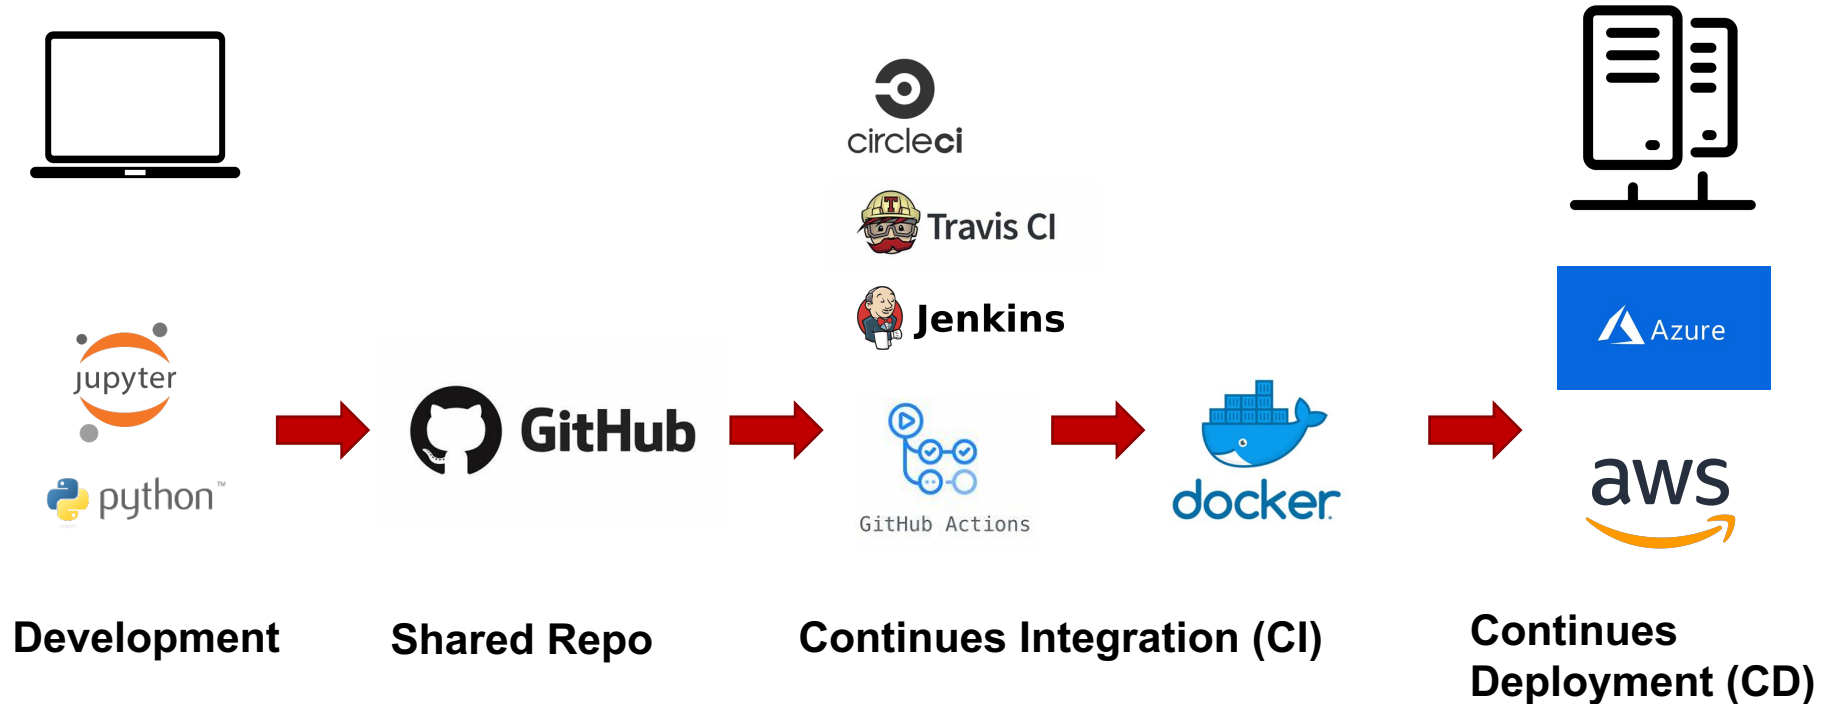 circleci
T
Travis CI
Jenkins
Azure
jupyter
python™
GitHub
GitHub Actions
docker
aws
Development
Shared Repo
Continues Integration (CI)
Continues
Deployment (CD)